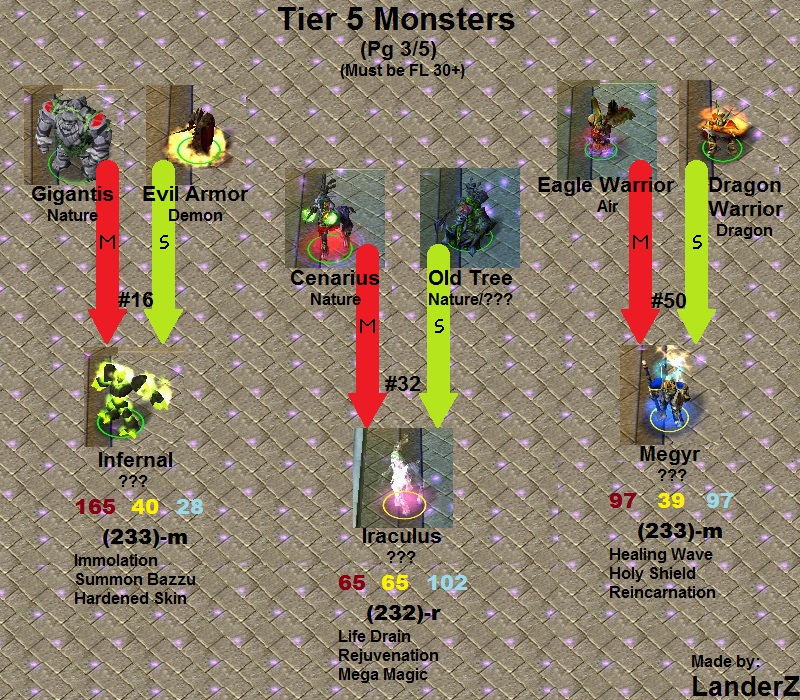 Tier 5 Monsters
(Pg 3/5)
(Must be FL 30+)
Gigantis
Nature
Evil Armor
Demon
M
S
#16
Infernal
???
165 40 28
(233)-m
Immolation
Summon Bazzu
Hardened Skin
Cenarius
Nature
Old Tree
Nature/???
M
S
#32
Iraculus
???
65 65 102
(232)-r
Life Drain
Rejuvenation
Mega Magic
Eagle Warrior
Air
Dragon
Warrior
Dragon
M
S
#50
Megyr
???
97 39 97
(233)-m
Healing Wave
Holy Shield
Reincarnation
Made by:
LanderZ